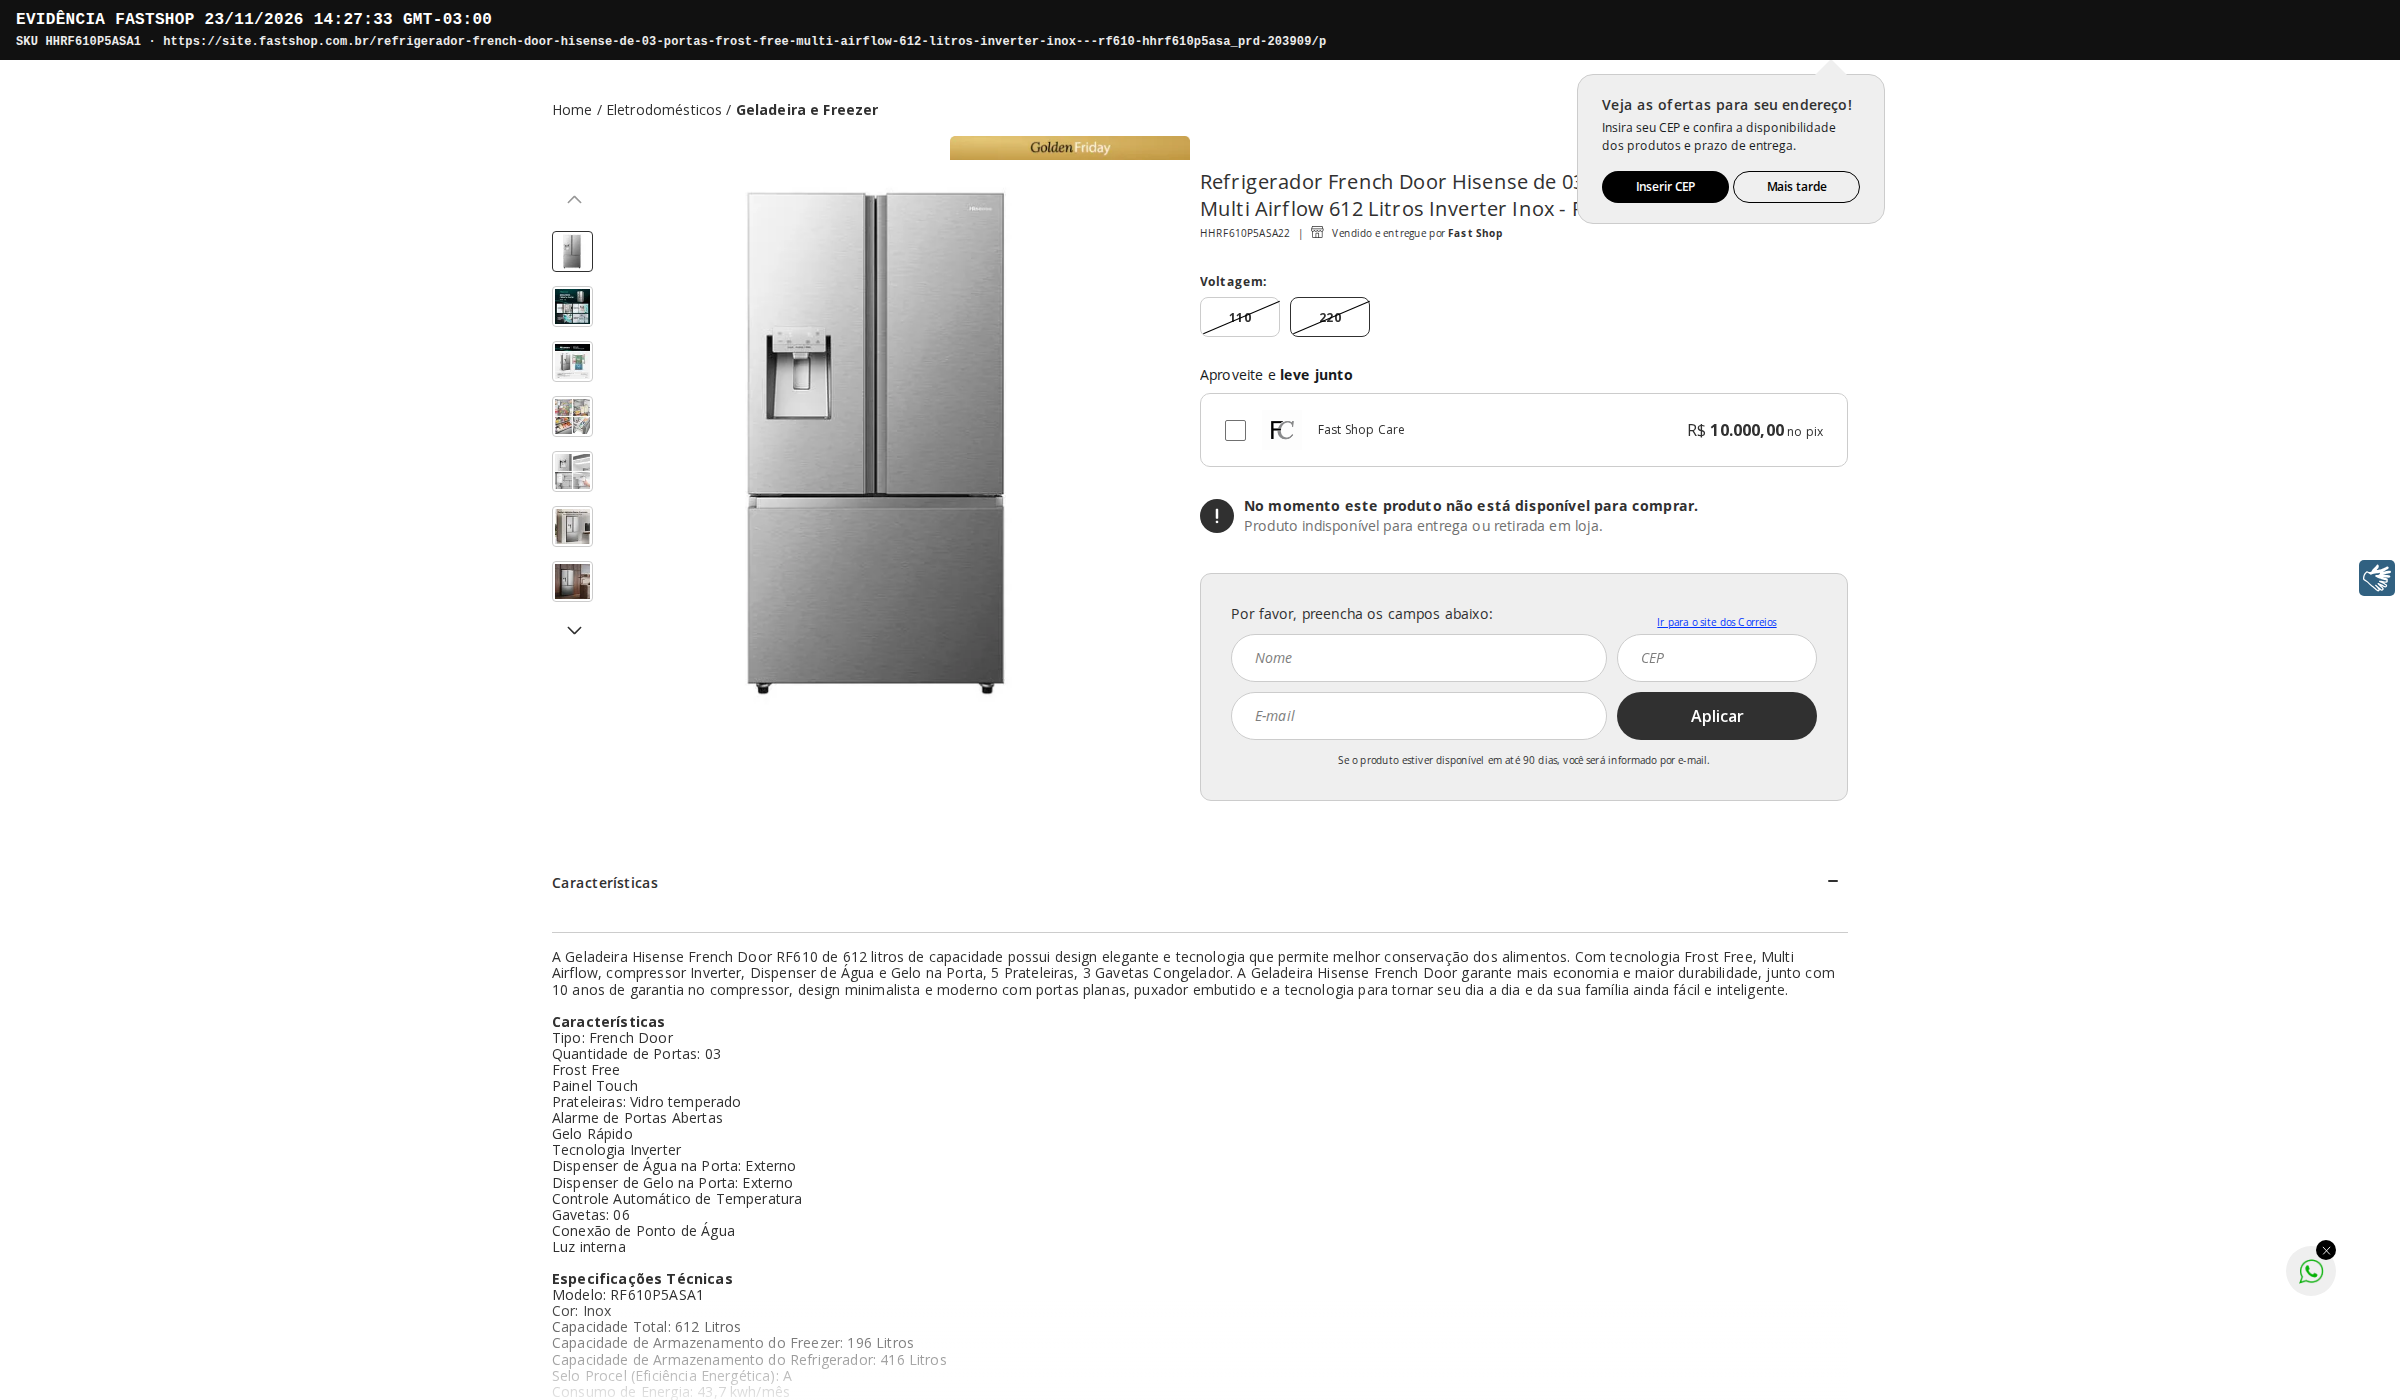 EVIDÊNCIA FASTSHOP 23/11/2026 14:27:33 GMT-03:00
SKU HHRF610P5ASA1 · https://site.fastshop.com.br/refrigerador-french-door-hisense-de-03-portas-frost-free-multi-airflow-612-litros-inverter-inox---rf610-hhrf610p5asa_prd-203909/p
Veja as ofertas para seu endereço!
Insira seu CEP e confira a disponibilidade
dos produtos e prazo de entrega.
Inserir CEP
Mais tarde
Home / Eletrodomésticos / Geladeira e Freezer
Golden Friday
Refrigerador French Door Hisense de 03
Multi Airflow 612 Litros Inverter Inox -
HHRF610P5ASA22 | Vendido e entregue por Fast Shop
Voltagem:
110
220
Aproveite e leve junto
FC
Fast Shop Care
R$ 10.000,00 no pix
No momento este produto não está disponível para comprar.
Produto indisponível para entrega ou retirada em loja.
Por favor, preencha os campos abaixo:
Ir para o site dos Correios
Nome
CEP
E-mail
Aplicar
Se o produto estiver disponível em até 90 dias, você será informado por e-mail.
Características
A Geladeira Hisense French Door RF610 de 612 litros de capacidade possui design elegante e tecnologia que permite melhor conservação dos alimentos. Com tecnologia Frost Free, Multi
Airflow, compressor Inverter, Dispenser de Água e Gelo na Porta, 5 Prateleiras, 3 Gavetas Congelador. A Geladeira Hisense French Door garante mais economia e maior durabilidade, junto com
10 anos de garantia no compressor, design minimalista e moderno com portas planas, puxador embutido e a tecnologia para tornar seu dia a dia e da sua família ainda fácil e inteligente.
Características
Tipo: French Door
Quantidade de Portas: 03
Frost Free
Painel Touch
Prateleiras: Vidro temperado
Alarme de Portas Abertas
Gelo Rápido
Tecnologia Inverter
Dispenser de Água na Porta: Externo
Dispenser de Gelo na Porta: Externo
Controle Automático de Temperatura
Gavetas: 06
Conexão de Ponto de Água
Luz interna
Especificações Técnicas
Modelo: RF610P5ASA1
Cor: Inox
Capacidade Total: 612 Litros
Capacidade de Armazenamento do Freezer: 196 Litros
Capacidade de Armazenamento do Refrigerador: 416 Litros
Selo Procel (Eficiência Energética): A
Consumo de Energia: 43,7 kwh/mês